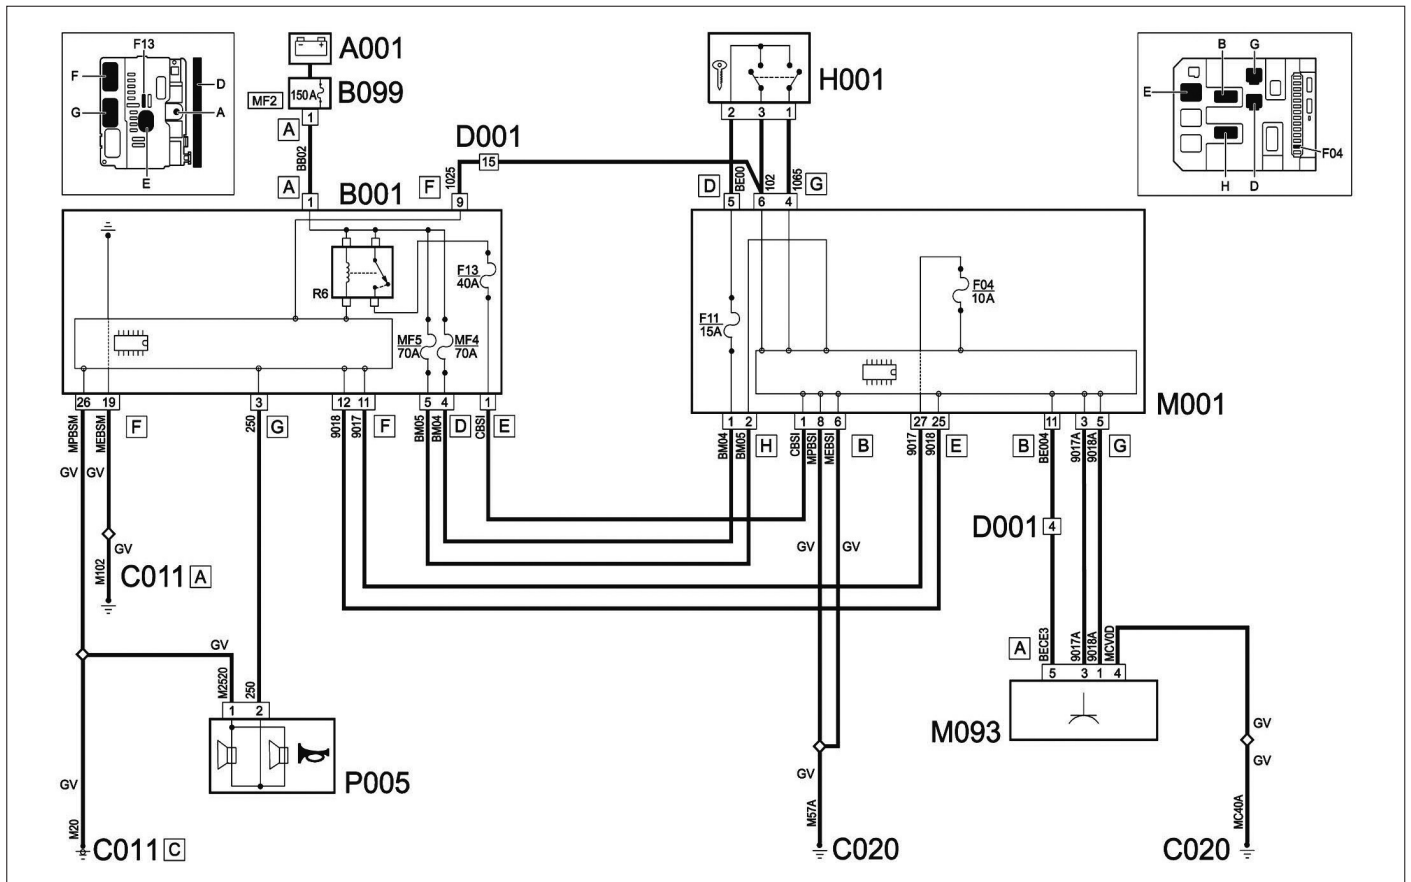 F13
F
D
G
A
E
A001
MF2
150A
B099
1
A
BB02
D001
15
A
B001
F
1025
1
9
H001
2 3 1
D
BE00
102
1065
G
5 6 4
B
G
E
F04
H
D
R6
F13
40A
MF5
70A
MF4
70A
F11
15A
F04
10A
M001
26 19
3
12 11
5 4
1
MPBSM
MEBSM
F
250
G
9018
9017
F
BM05
BM04
D
CBSI
E
1 2
1 8 6
27 25
11
3 5
BM04
BM05
H
CBSI
MPBSI
MEBSI
B
9017
9018
E
B
BE004
9017A
9018A
G
GV GV
GV
M102
C011 A
D001 4
GV GV
GV
M2520
250
1 2
P005
A
BECE3
9017A
9018A
MCV0D
5 3 1 4
M093
GV
GV
GV
M20
C011 C
GV
M57A
C020
MC40A
C020